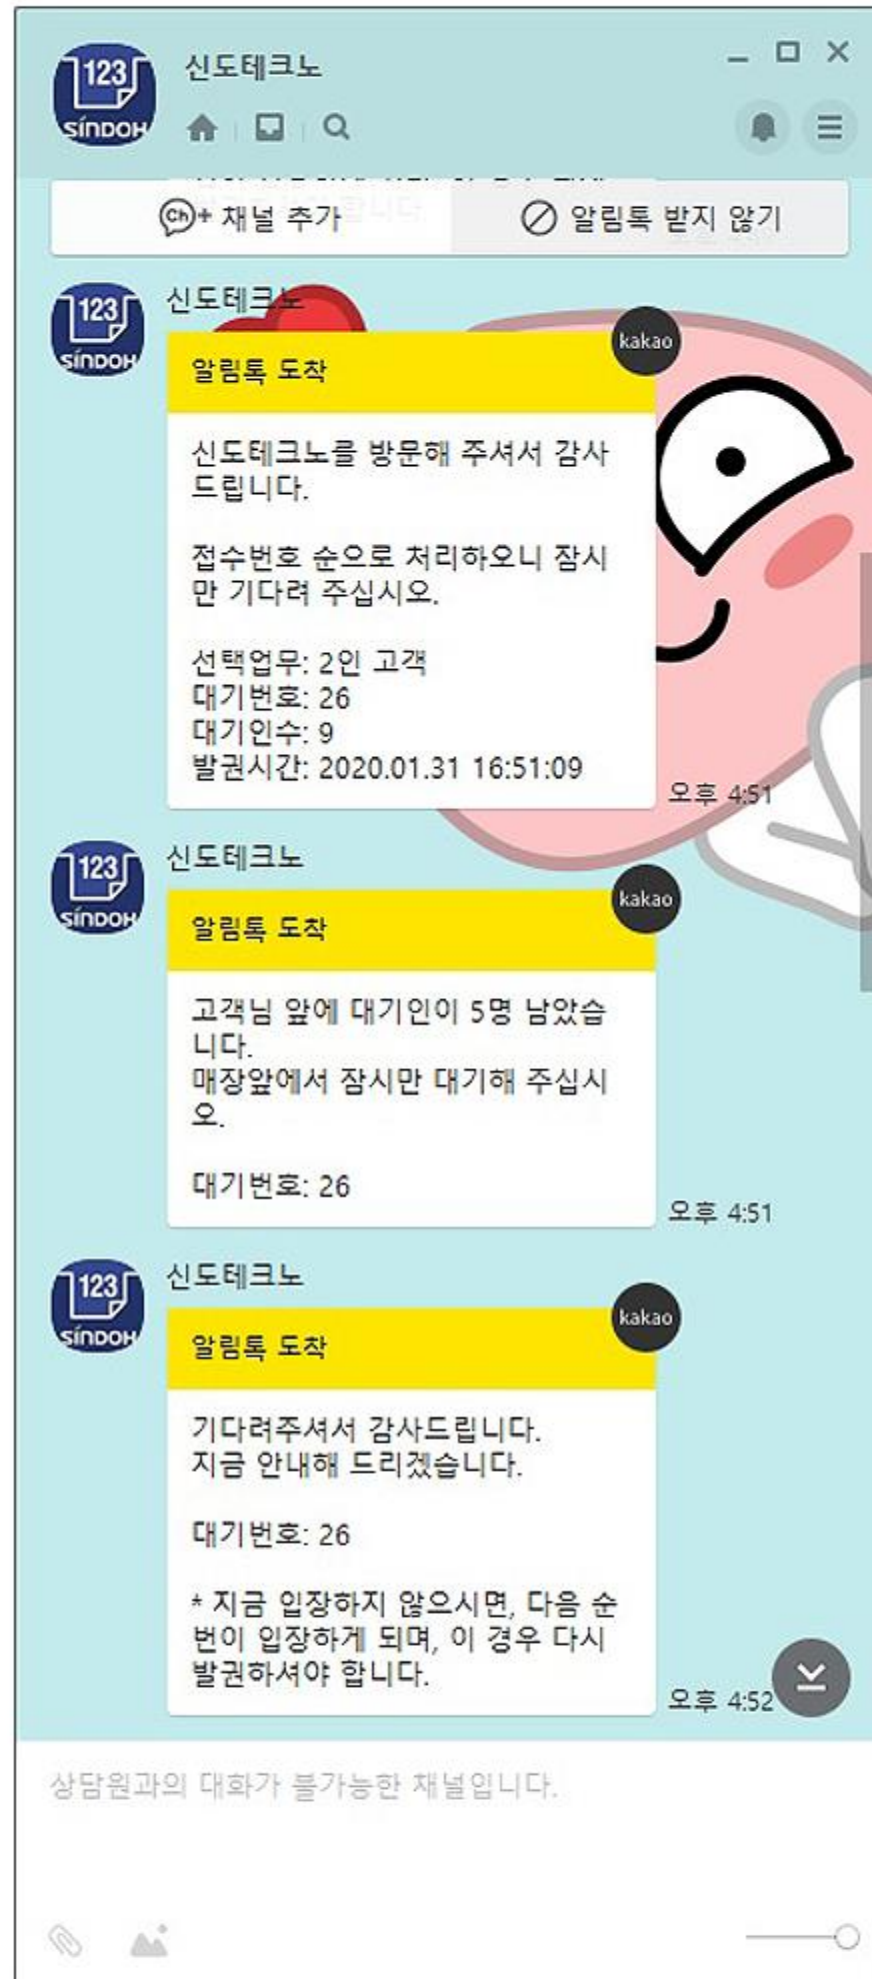 123
SINDOH
신도테크노
채널 추가
알림톡 받지 않기
123
SINDOH
신도테크노
kakao
알림톡 도착
신도테크노를 방문해 주셔서 감사
드립니다.
접수번호 순으로 처리하오니 잠시
만 기다려 주십시오.
선택업무: 2인 고객
대기번호: 26
대기인수: 9
발권시간: 2020.01.31 16:51:09
오후 4:51
123
SINDOH
신도테크노
kakao
알림톡 도착
고객님 앞에 대기인이 5명 남았습
니다.
매장앞에서 잠시만 대기해 주십시
오.
대기번호: 26
오후 4:51
123
SINDOH
신도테크노
kakao
알림톡 도착
기다려주셔서 감사드립니다.
지금 안내해 드리겠습니다.
대기번호: 26
* 지금 입장하지 않으시면, 다음 순
번이 입장하게 되며, 이 경우 다시
발권하셔야 합니다.
오후 4:52
상담원과의 대화가 불가능한 채널입니다.